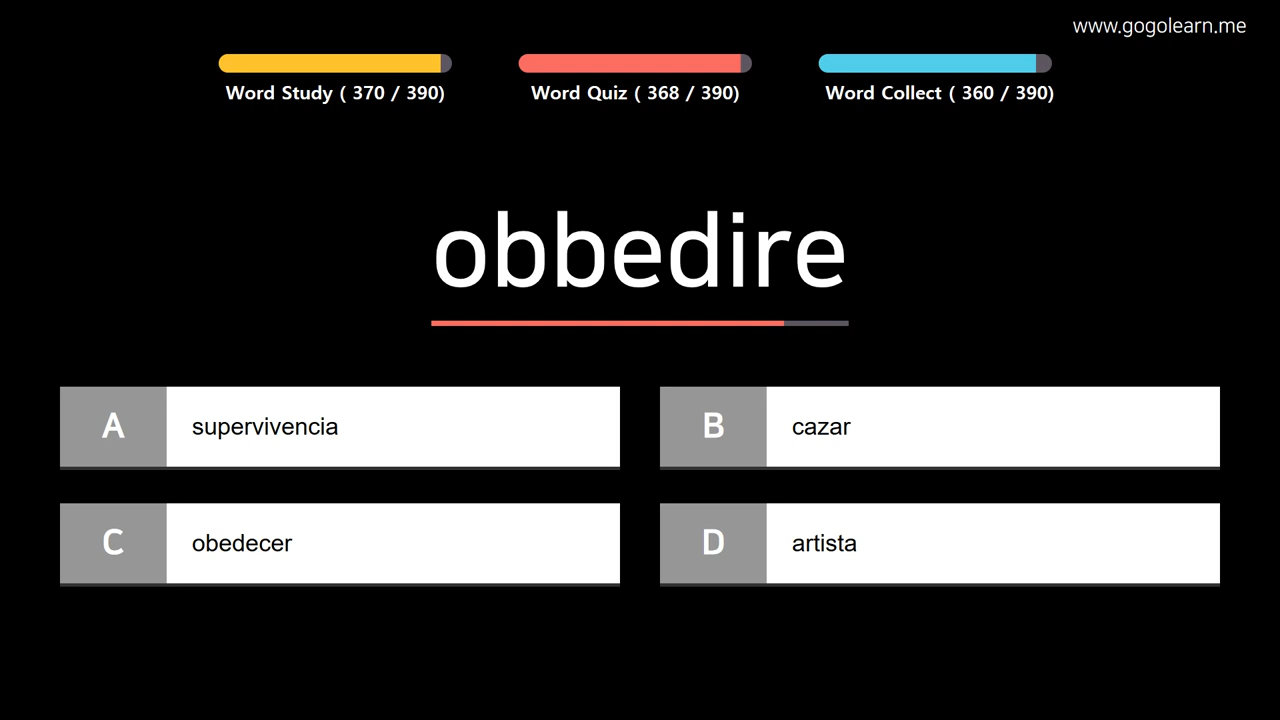 www.gogolearn.me
Word Study ( 370 / 390)
Word Quiz ( 368 / 390)
Word Collect ( 360 / 390)
obbedire
A supervivencia
B cazar
C obedecer
D artista